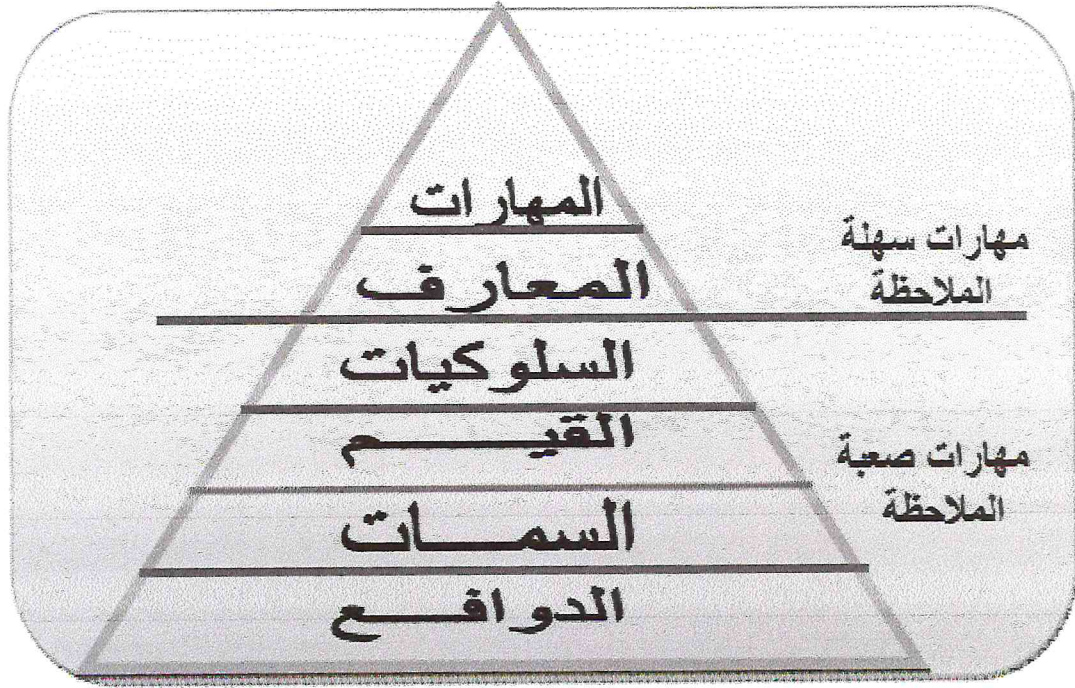 المهارات
المعارف
مهارات سهلة
الملاحظة
السلوكيات
القيم
السمات
الدوافع
مهارات صعبة
الملاحظة